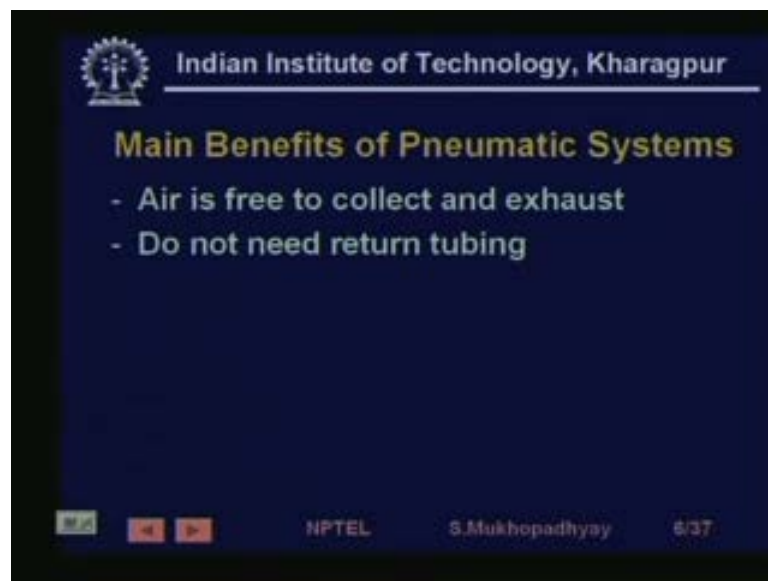 Indian Institute of Technology, Kharagpur
Main Benefits of Pneumatic Systems
- Air is free to collect and exhaust
- Do not need return tubing
NPTEL S.Mukhopadhyay 6/37